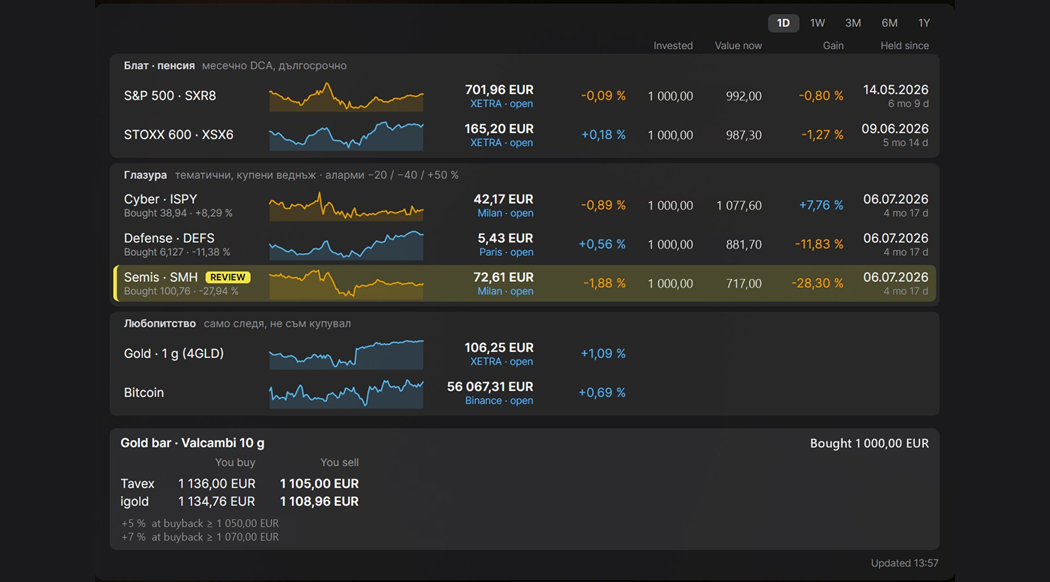 1D 1W 3M 6M 1Y
Invested Value now Gain Held since
Блат · пенсия месечно DCA, дългосрочно
S&P 500 · SXR8 701,96 EUR -0,09 % 1 000,00 992,00 -0,80 % 14.05.2026
XETRA · open 6 mo 9 d
STOXX 600 · XSX6 165,20 EUR +0,18 % 1 000,00 987,30 -1,27 % 09.06.2026
XETRA · open 5 mo 14 d
Глазура тематични, купени веднъж · аларми −20 / −40 / +50 %
Cyber · ISPY 42,17 EUR -0,89 % 1 000,00 1 077,60 +7,76 % 06.07.2026
Bought 38,94 · +8,29 % Milan · open 4 mo 17 d
Defense · DEFS 5,43 EUR +0,56 % 1 000,00 881,70 -11,83 % 06.07.2026
Bought 6,127 · -11,38 % Paris · open 4 mo 17 d
Semis · SMH REVIEW 72,61 EUR -1,88 % 1 000,00 717,00 -28,30 % 06.07.2026
Bought 100,76 · -27,94 % Milan · open 4 mo 17 d
Любопитство само следя, не съм купувал
Gold · 1 g (4GLD) 106,25 EUR +1,09 %
XETRA · open
Bitcoin 56 067,31 EUR +0,69 %
Binance · open
Gold bar · Valcambi 10 g Bought 1 000,00 EUR
You buy You sell
Tavex 1 136,00 EUR 1 105,00 EUR
igold 1 134,76 EUR 1 108,96 EUR
+5 % at buyback ≥ 1 050,00 EUR
+7 % at buyback ≥ 1 070,00 EUR
Updated 13:57